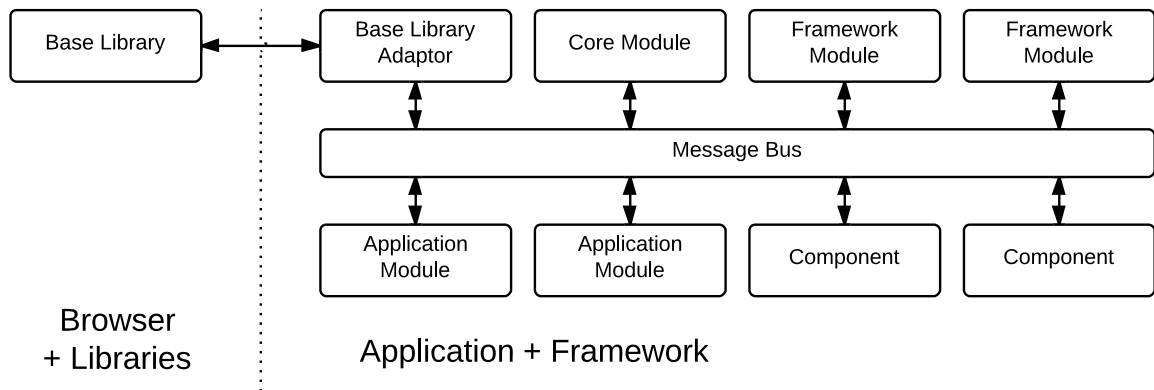 Base Library
Base Library
Adaptor
Core Module
Framework
Module
Framework
Module
Message Bus
Application
Module
Application
Module
Component
Component
Browser
+ Libraries
Application + Framework